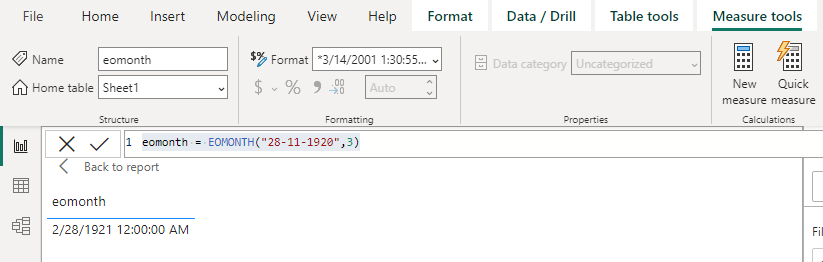 File Home Insert Modeling View Help Format Data / Drill Table tools Measure tools
Name eomonth
Home table Sheet1
Structure
$% Format *3/14/2001 1:30:55...
$ % 9 .00 →0 Auto
Formatting
Data category Uncategorized
Properties
New measure
Quick measure
Calculations
1 eomonth = EOMONTH("28-11-1920",3)
Back to report
eomonth
2/28/1921 12:00:00 AM
Fil